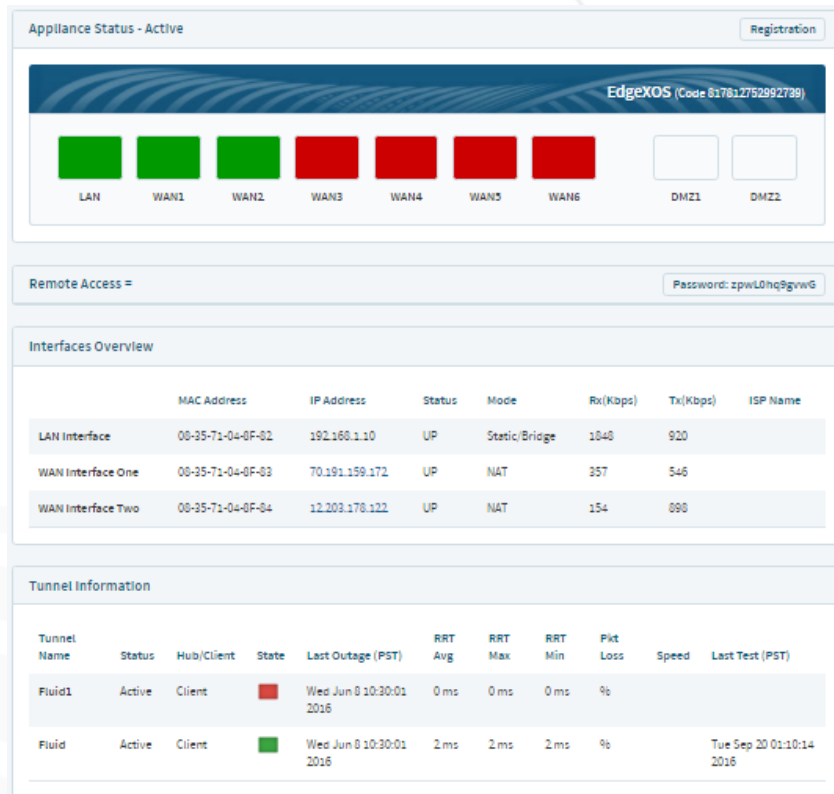 Appliance Status - Active
Registration
EdgeXOS (Code 817812752992739)
LAN WAN1 WAN2 WAN3 WAN4 WAN5 WAN6 DMZ1 DMZ2
Remote Access =
Password: zpwL0hq9gvwG
Interfaces Overview
MAC Address IP Address Status Mode Rx(Kbps) Tx(Kbps) ISP Name
LAN Interface 08-35-71-04-8F-82 192.168.1.10 UP Static/Bridge 1848 920
WAN Interface One 08-35-71-04-8F-83 70.191.159.172 UP NAT 357 546
WAN Interface Two 08-35-71-04-8F-84 12.203.178.122 UP NAT 154 898
Tunnel Information
Tunnel RRT RRT RRT Pkt
Name Status Hub/Client State Last Outage (PST) Avg Max Min Loss Speed Last Test (PST)
Fluid1 Active Client Wed Jun 8 10:30:01 0 ms 0 ms 0 ms %
2016
Fluid Active Client Wed Jun 8 10:30:01 2 ms 2 ms 2 ms % Tue Sep 20 01:10:14
2016 2016